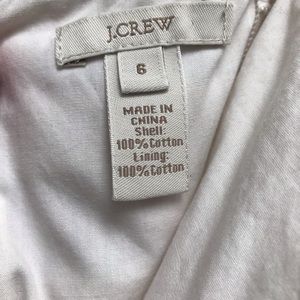 J.CREW
6
MADE IN
CHINA
Shell:
100%Cotton
Lining:
100%Cotton